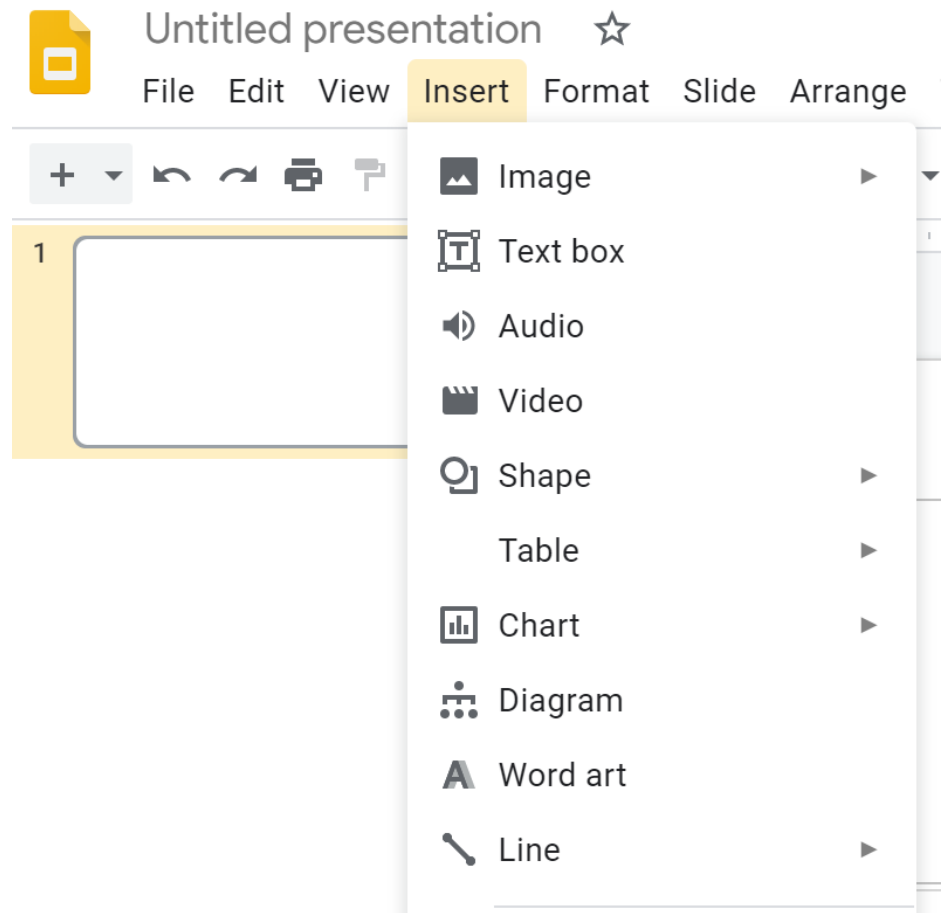 Untitled presentation
File Edit View Insert Format Slide Arrange
1
Image
Text box
Audio
Video
Shape
Table
Chart
Diagram
Word art
Line